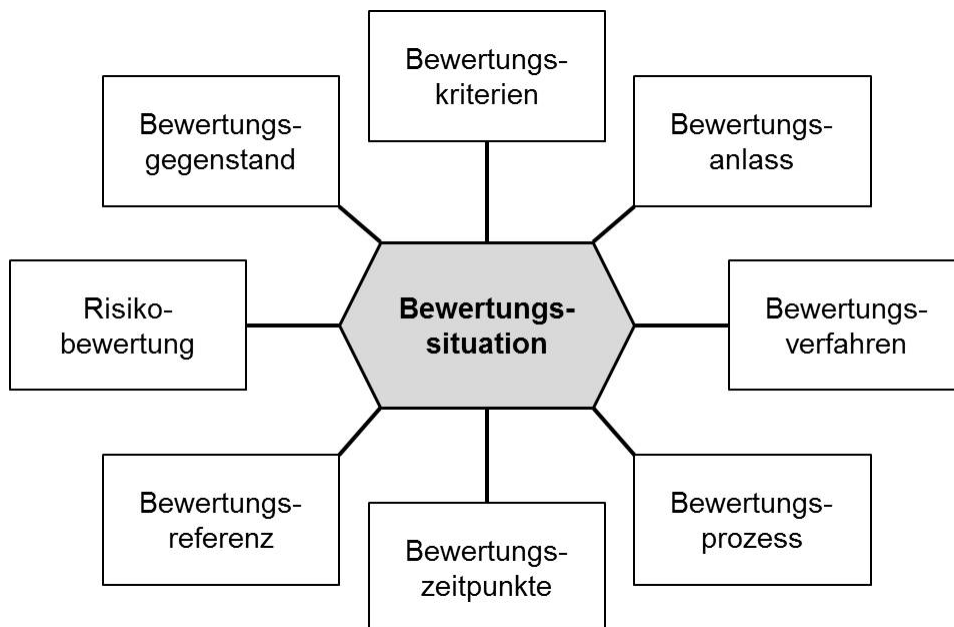 Bewertungs-
kriterien
Bewertungs-
gegenstand
Bewertungs-
anlass
Risiko-
bewertung
Bewertungs-
situation
Bewertungs-
verfahren
Bewertungs-
referenz
Bewertungs-
zeitpunkte
Bewertungs-
prozess